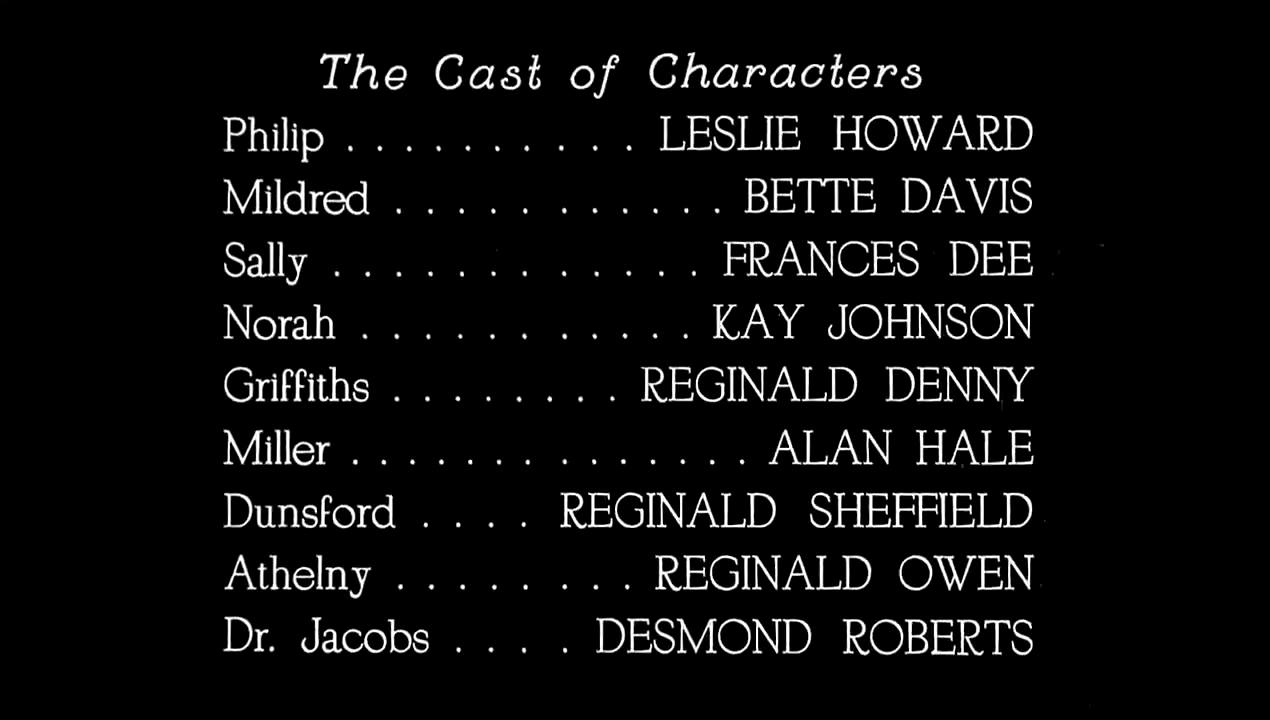 The Cast of Characters
Philip . . . . . . . . . . LESLIE HOWARD
Mildred . . . . . . . . . . . BETTE DAVIS
Sally . . . . . . . . . . . . FRANCES DEE
Norah . . . . . . . . . . . KAY JOHNSON
Griffiths . . . . . . . . REGINALD DENNY
Miller . . . . . . . . . . . . . . ALAN HALE
Dunsford . . . . REGINALD SHEFFIELD
Athelny . . . . . . . . REGINALD OWEN
Dr. Jacobs . . . . DESMOND ROBERTS